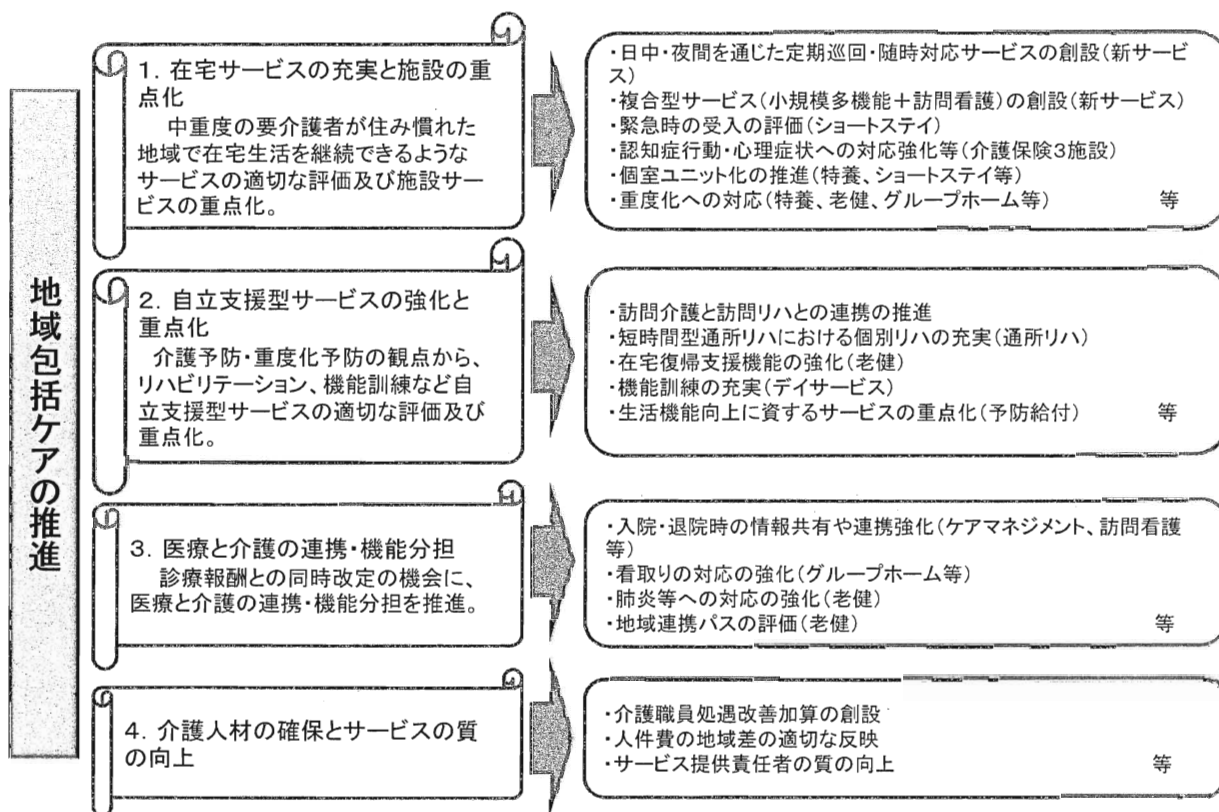 地域包括ケアの推進
1．在宅サービスの充実と施設の重
点化
中重度の要介護者が住み慣れた
地域で在宅生活を継続できるような
サービスの適切な評価及び施設サー
ビスの重点化。
・日中・夜間を通じた定期巡回・随時対応サービスの創設（新サービ
ス）
・複合型サービス（小規模多機能＋訪問看護）の創設（新サービス）
・緊急時の受入の評価（ショートステイ）
・認知症行動・心理症状への対応強化等（介護保険3施設）
・個室ユニット化の推進（特養、ショートステイ等）
・重度化への対応（特養、老健、グループホーム等） 等
2．自立支援型サービスの強化と
重点化
介護予防・重度化予防の観点から、
リハビリテーション、機能訓練など自
立支援型サービスの適切な評価及び
重点化。
・訪問介護と訪問リハとの連携の推進
・短時間型通所リハにおける個別リハの充実（通所リハ）
・在宅復帰支援機能の強化（老健）
・機能訓練の充実（デイサービス）
・生活機能向上に資するサービスの重点化（予防給付） 等
3．医療と介護の連携・機能分担
診療報酬との同時改定の機会に、
医療と介護の連携・機能分担を推進。
・入院・退院時の情報共有や連携強化（ケアマネジメント、訪問看護
等）
・看取りの対応の強化（グループホーム等）
・肺炎等への対応の強化（老健）
・地域連携パスの評価（老健） 等
4．介護人材の確保とサービスの質
の向上
・介護職員処遇改善加算の創設
・人件費の地域差の適切な反映
・サービス提供責任者の質の向上 等